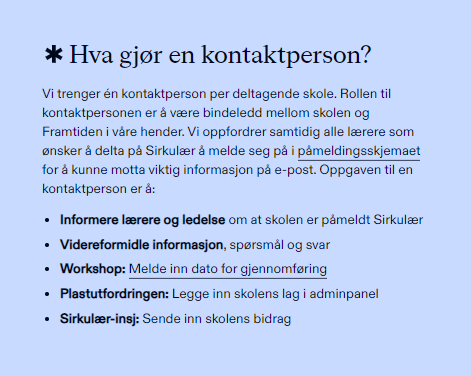 * Hva gjør en kontaktperson?
Vi trenger én kontaktperson per deltagende skole. Rollen til
kontaktpersonen er å være bindeledd mellom skolen og
Framtiden i våre hender. Vi oppfordrer samtidig alle lærere som
ønsker å delta på Sirkulær å melde seg på i påmeldingsskjemaet
for å kunne motta viktig informasjon på e-post. Oppgaven til en
kontaktperson er å:
• Informere lærere og ledelse om at skolen er påmeldt Sirkulær
• Videreformidle informasjon, spørsmål og svar
• Workshop: Melde inn dato for gjennomføring
• Plastutfordringen: Legge inn skolens lag i adminpanel
• Sirkulær-insj: Sende inn skolens bidrag